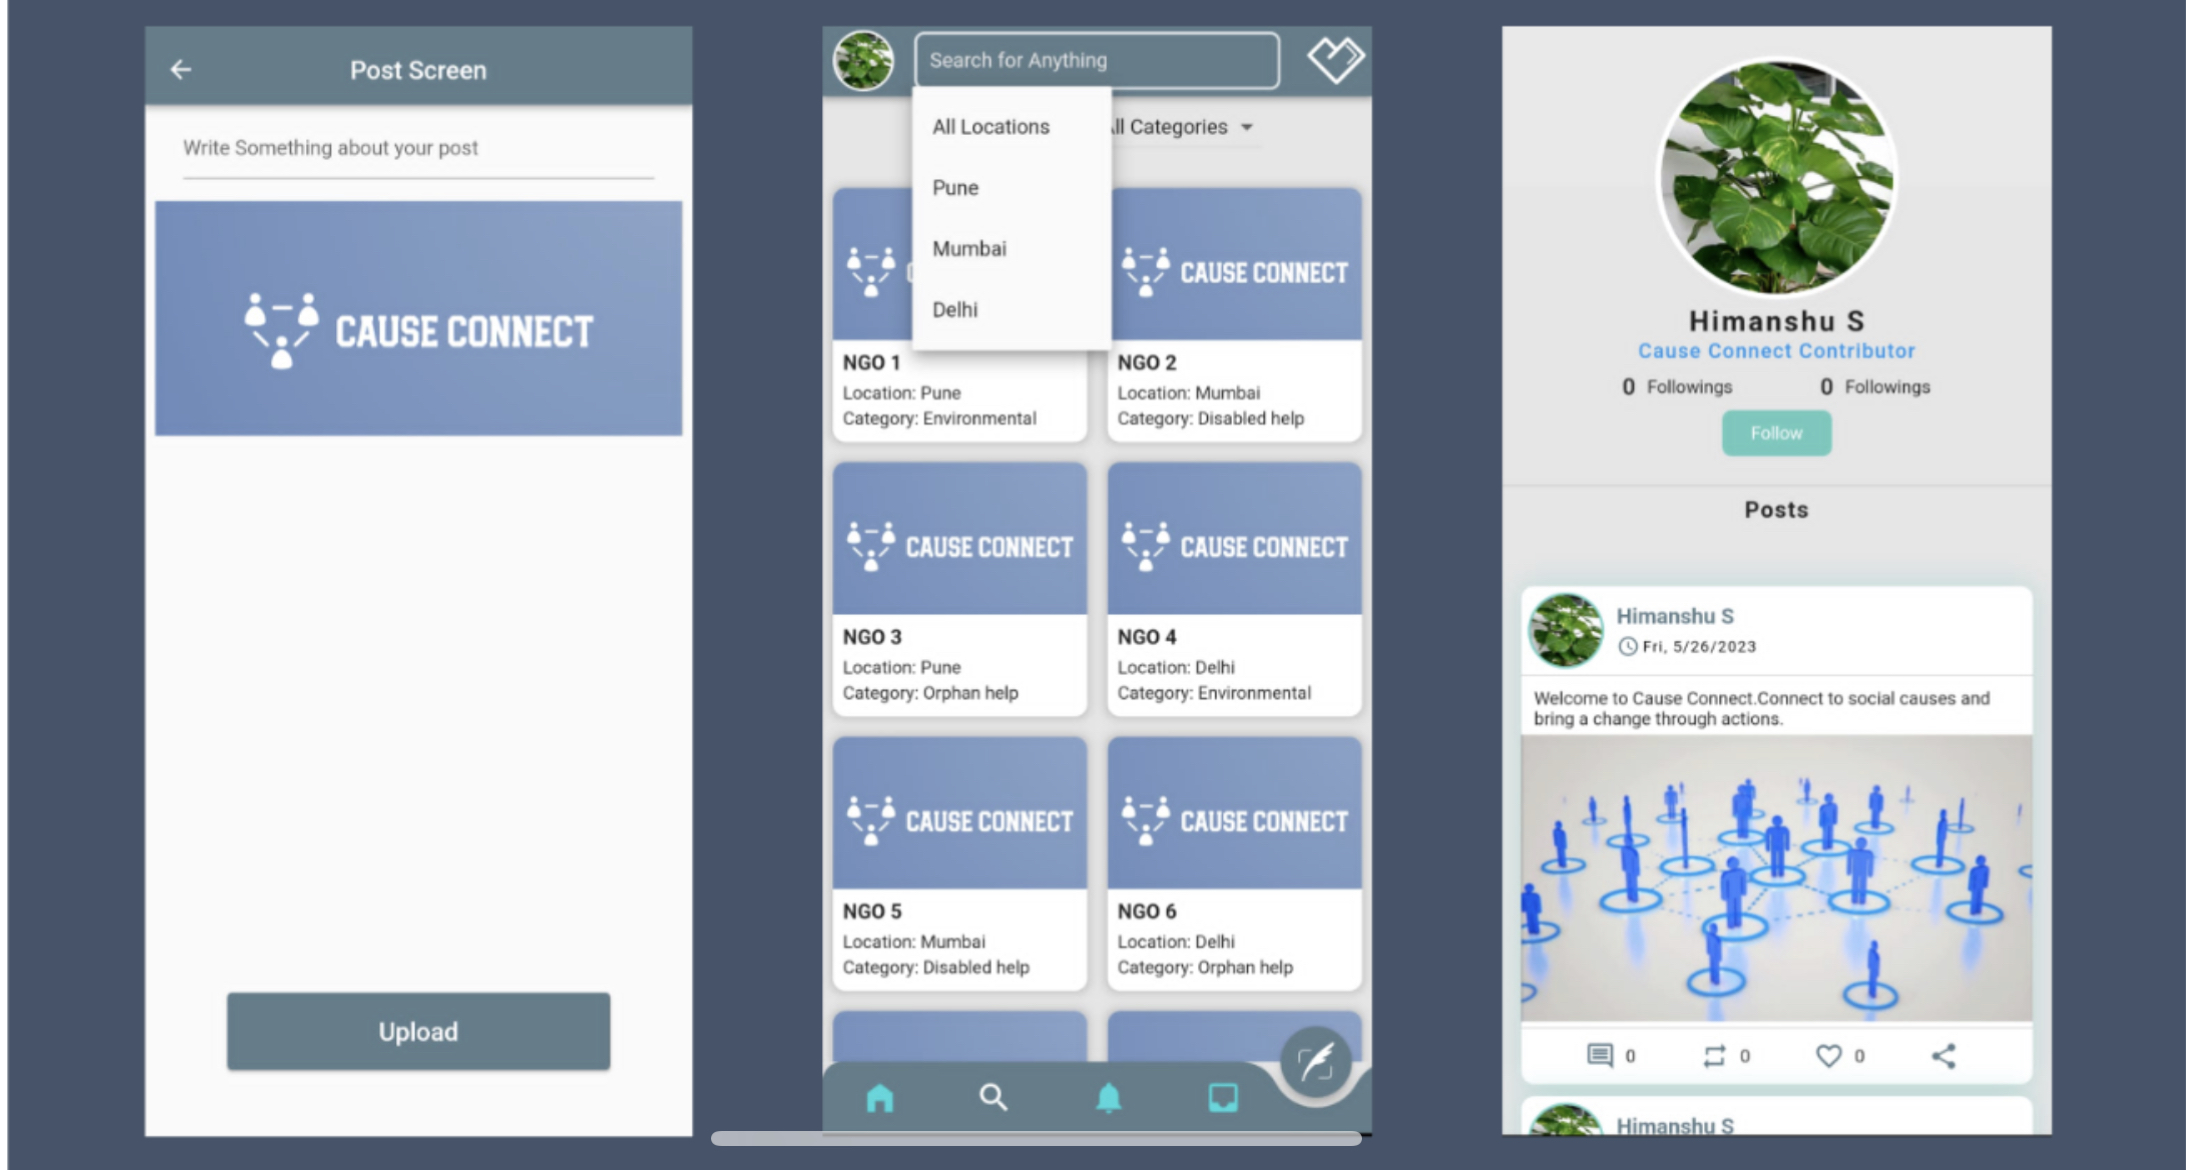 Post Screen
Write Something about your post
CAUSE CONNECT
Upload
Search for Anything
All Locations
Pune
Mumbai
Delhi
ll Categories
CAUSE CONNECT
NGO 1
Location: Pune
Category: Environmental
NGO 2
Location: Mumbai
Category: Disabled help
CAUSE CONNECT
CAUSE CONNECT
NGO 3
Location: Pune
Category: Orphan help
NGO 4
Location: Delhi
Category: Environmental
CAUSE CONNECT
CAUSE CONNECT
NGO 5
Location: Mumbai
Category: Disabled help
NGO 6
Location: Delhi
Category: Orphan help
Himanshu S
Cause Connect Contributor
0 Followings 0 Followings
Follow
Posts
Himanshu S
Fri, 5/26/2023
Welcome to Cause Connect.Connect to social causes and
bring a change through actions.
0 0 0
Himanshu S